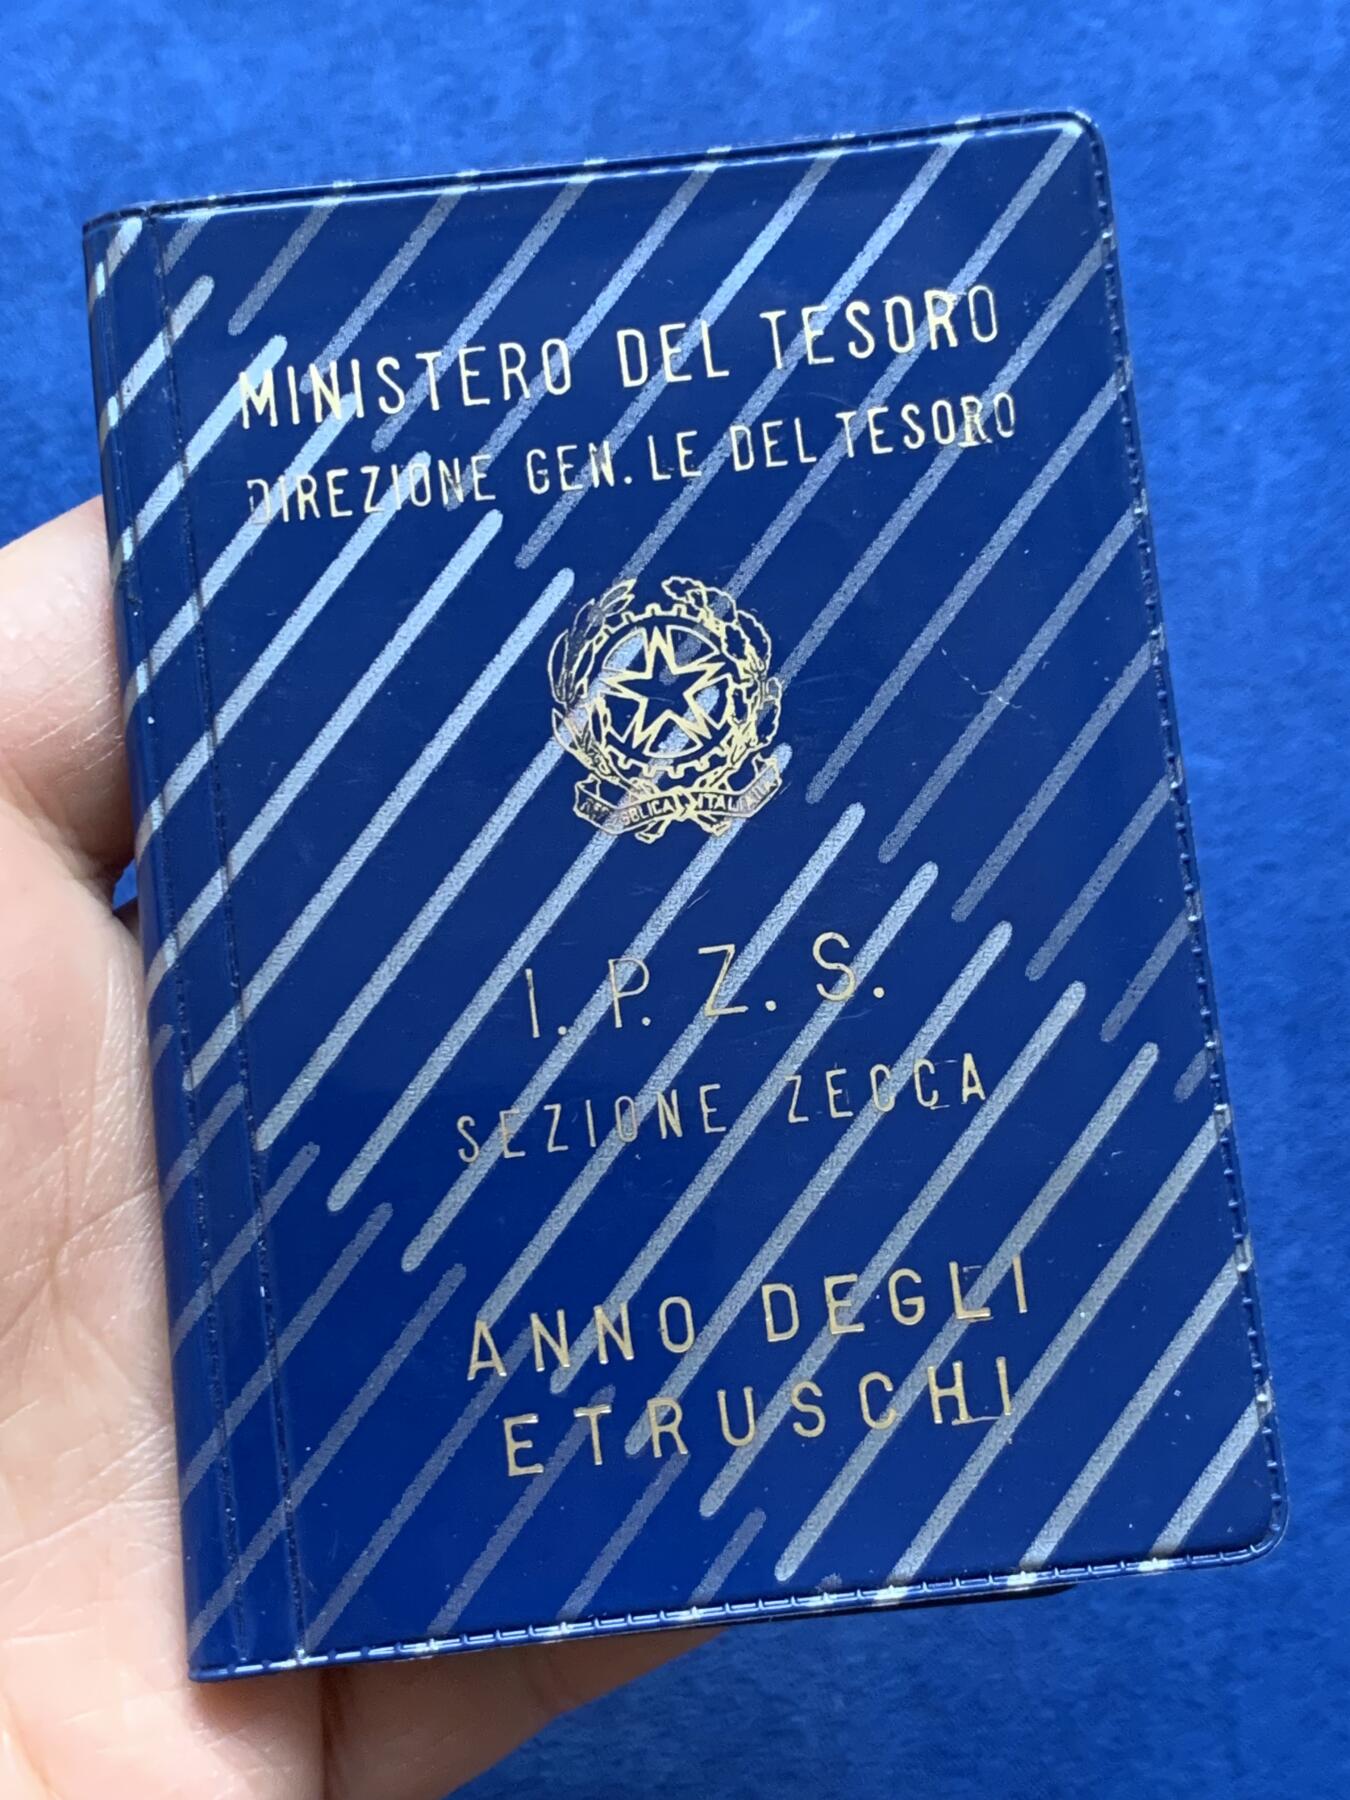 MINISTERO DEL TESORO
DIREZIONE GEN.LE DEL TESORO
REPUBBLICA ITALIANA
I. P. Z. S.
SEZIONE ZECCA
ANNO DEGLI
ETRUSCHI